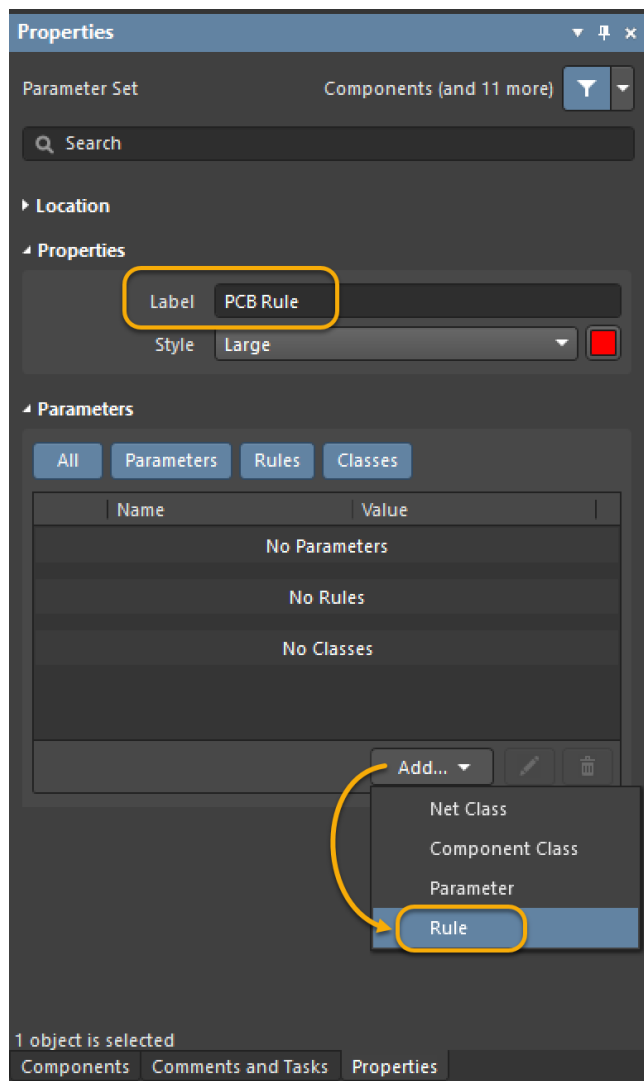 Properties
Parameter Set Components (and 11 more)
Search
Location
Properties
Label PCB Rule
Style Large
Parameters
All Parameters Rules Classes
Name Value
No Parameters
No Rules
No Classes
Add...
Net Class
Component Class
Parameter
Rule
1 object is selected
Components Comments and Tasks Properties